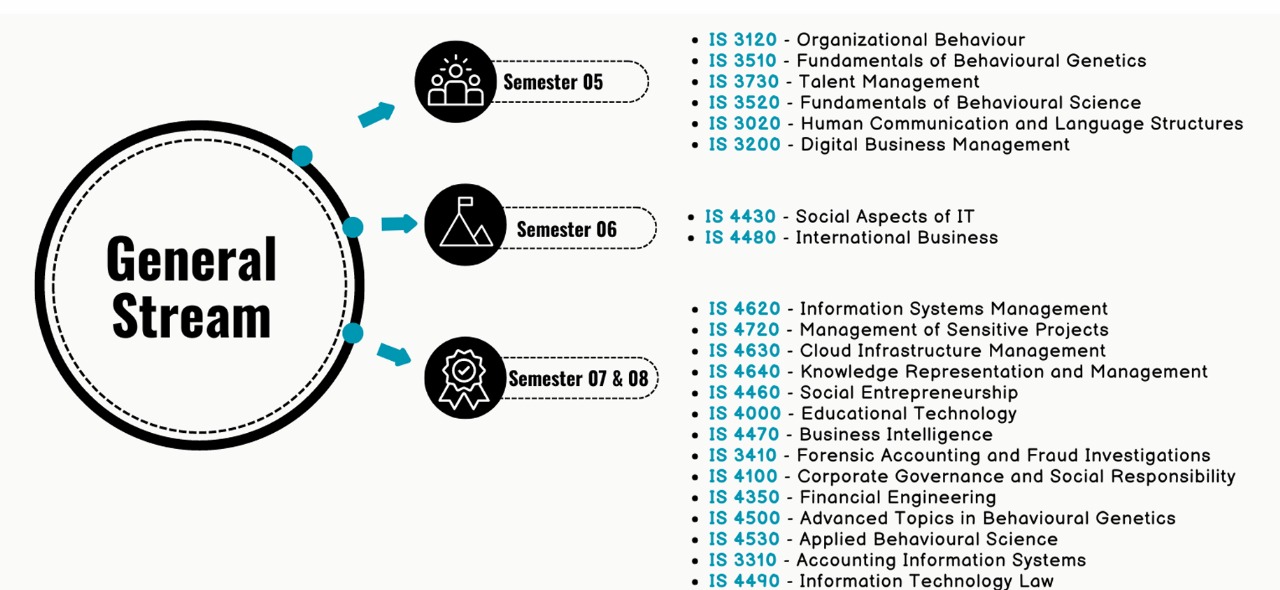 General
Stream
Semester 05
• IS 3120 - Organizational Behaviour
• IS 3510 - Fundamentals of Behavioural Genetics
• IS 3730 - Talent Management
• IS 3520 - Fundamentals of Behavioural Science
• IS 3020 - Human Communication and Language Structures
• IS 3200 - Digital Business Management
Semester 06
• IS 4430 - Social Aspects of IT
• IS 4480 - International Business
Semester 07 & 08
• IS 4620 - Information Systems Management
• IS 4720 - Management of Sensitive Projects
• IS 4630 - Cloud Infrastructure Management
• IS 4640 - Knowledge Representation and Management
• IS 4460 - Social Entrepreneurship
• IS 4000 - Educational Technology
• IS 4470 - Business Intelligence
• IS 3410 - Forensic Accounting and Fraud Investigations
• IS 4100 - Corporate Governance and Social Responsibility
• IS 4350 - Financial Engineering
• IS 4500 - Advanced Topics in Behavioural Genetics
• IS 4530 - Applied Behavioural Science
• IS 3310 - Accounting Information Systems
• IS 4490 - Information Technology Law